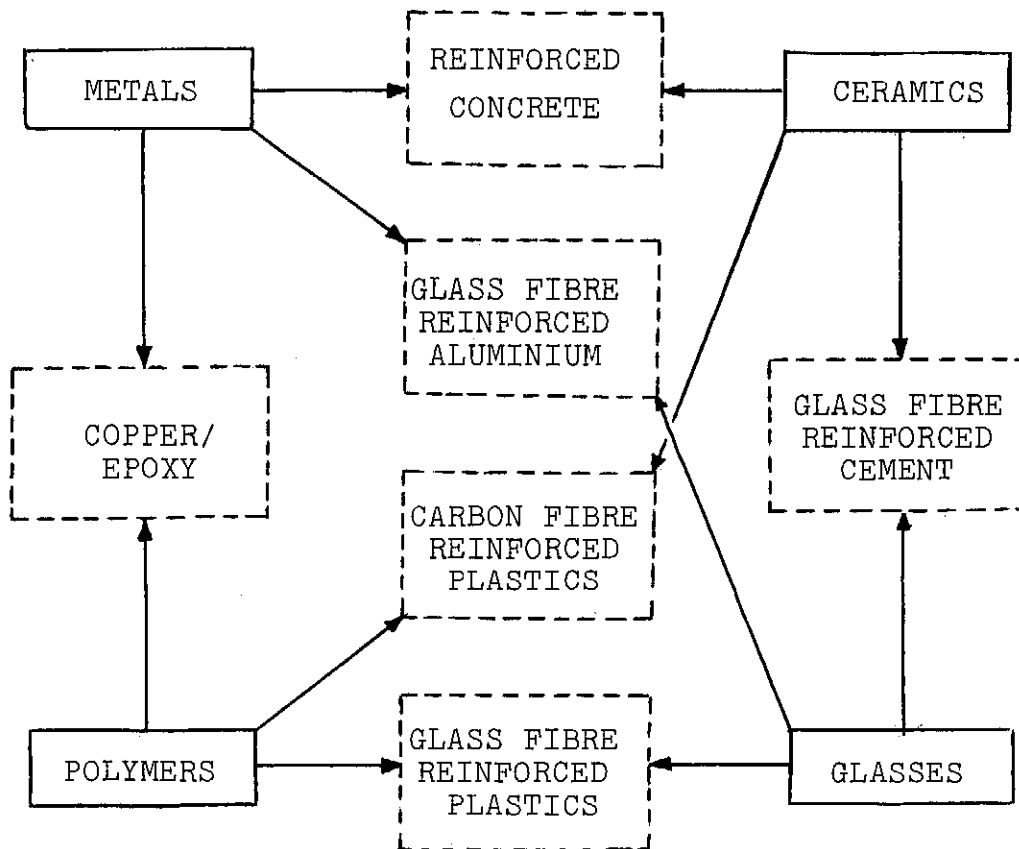 METALS
REINFORCED
CONCRETE
CERAMICS
GLASS FIBRE
REINFORCED
ALUMINIUM
COPPER/
EPOXY
GLASS FIBRE
REINFORCED
CEMENT
CARBON FIBRE
REINFORCED
PLASTICS
POLYMERS
GLASS FIBRE
REINFORCED
PLASTICS
GLASSES